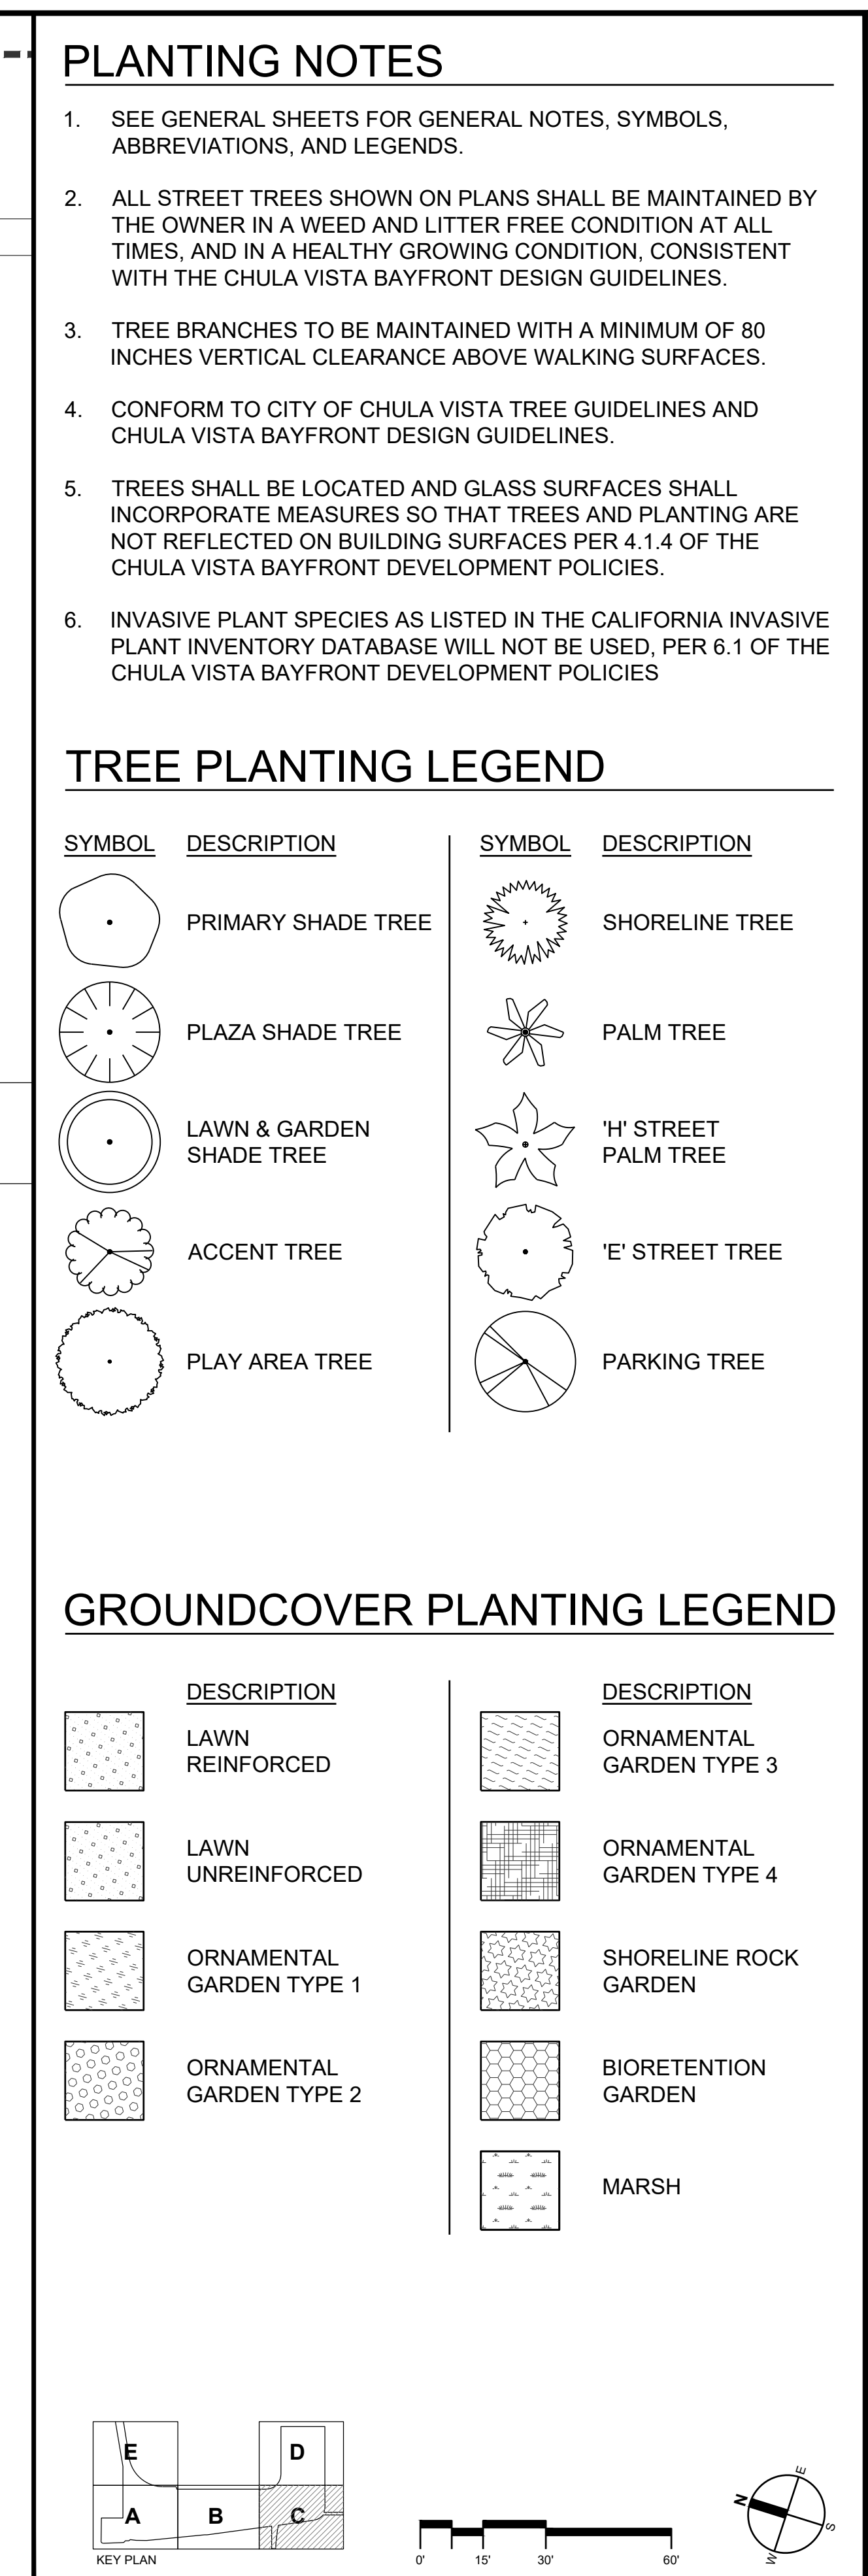 PLANTING NOTES
1. SEE GENERAL SHEETS FOR GENERAL NOTES, SYMBOLS,
ABBREVIATIONS, AND LEGENDS.
2. ALL STREET TREES SHOWN ON PLANS SHALL BE MAINTAINED BY
THE OWNER IN A WEED AND LITTER FREE CONDITION AT ALL
TIMES, AND IN A HEALTHY GROWING CONDITION, CONSISTENT
WITH THE CHULA VISTA BAYFRONT DESIGN GUIDELINES.
3. TREE BRANCHES TO BE MAINTAINED WITH A MINIMUM OF 80
INCHES VERTICAL CLEARANCE ABOVE WALKING SURFACES.
4. CONFORM TO CITY OF CHULA VISTA TREE GUIDELINES AND
CHULA VISTA BAYFRONT DESIGN GUIDELINES.
5. TREES SHALL BE LOCATED AND GLASS SURFACES SHALL
INCORPORATE MEASURES SO THAT TREES AND PLANTING ARE
NOT REFLECTED ON BUILDING SURFACES PER 4.1.4 OF THE
CHULA VISTA BAYFRONT DEVELOPMENT POLICIES.
6. INVASIVE PLANT SPECIES AS LISTED IN THE CALIFORNIA INVASIVE
PLANT INVENTORY DATABASE WILL NOT BE USED, PER 6.1 OF THE
CHULA VISTA BAYFRONT DEVELOPMENT POLICIES
TREE PLANTING LEGEND
SYMBOL DESCRIPTION
PRIMARY SHADE TREE
PLAZA SHADE TREE
LAWN & GARDEN
SHADE TREE
ACCENT TREE
PLAY AREA TREE
SYMBOL DESCRIPTION
SHORELINE TREE
PALM TREE
'H' STREET
PALM TREE
'E' STREET TREE
PARKING TREE
GROUNDCOVER PLANTING LEGEND
DESCRIPTION
LAWN
REINFORCED
LAWN
UNREINFORCED
ORNAMENTAL
GARDEN TYPE 1
ORNAMENTAL
GARDEN TYPE 2
DESCRIPTION
ORNAMENTAL
GARDEN TYPE 3
ORNAMENTAL
GARDEN TYPE 4
SHORELINE ROCK
GARDEN
BIORETENTION
GARDEN
MARSH
E D
A B C
KEY PLAN
0' 15' 30' 60'
N E S W